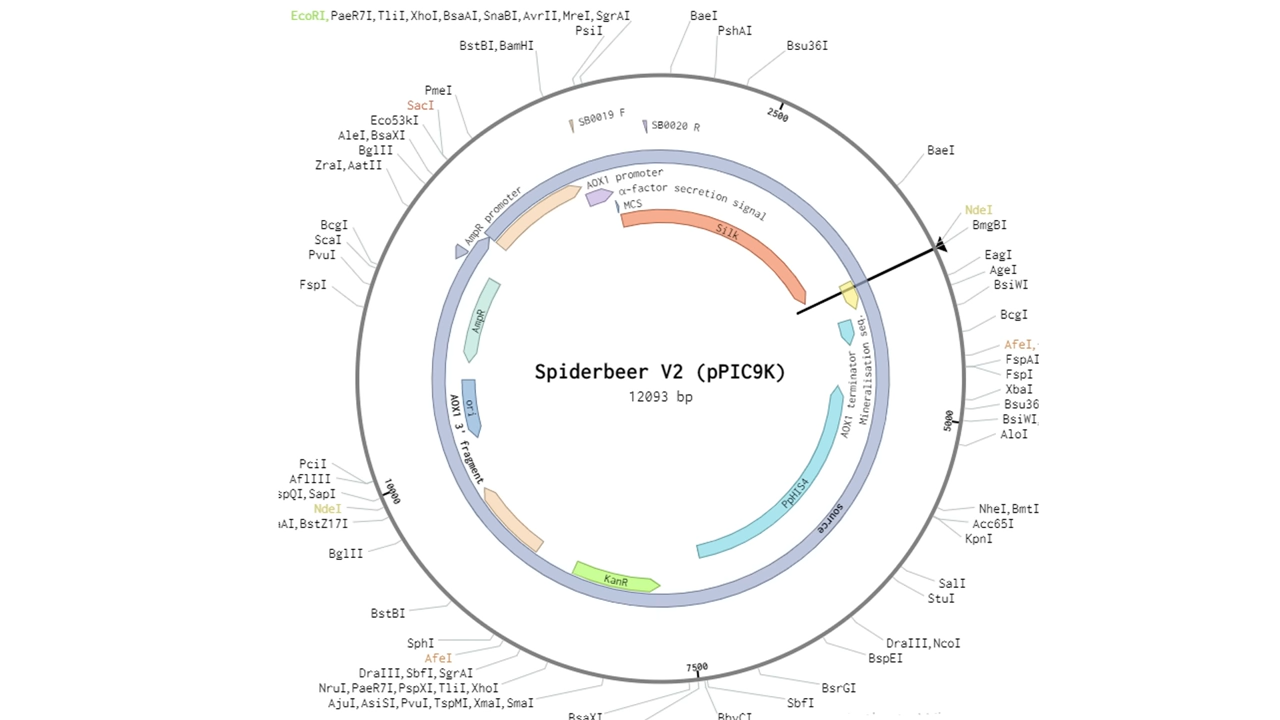 EcoRI, PaeR7I, TliI, XhoI, BsaAI, SnaBI, AvrII, MreI, SgrAI
PsiI
BstBI, BamHI
BaeI
PshAI
Bsu36I
PmeI
SacI
Eco53kI
AleI, BsaXI
BglII
ZraI, AatII
SB0019 F
SB0020 R
2500
BaeI
AmpR promoter
AOX1 promoter
α-factor secretion signal
MCS
Silk
NdeI
BmgBI
EagI
AgeI
BsiWI
BcgI
BcgI
ScaI
PvuI
FspI
AmpR
AfeI,
FspAI
FspI
XbaI
Bsu36
BsiWI,
AloI
5000
Spiderbeer V2 (pPIC9K)
12093 bp
ori
AOX1 3' fragment
AOX1 terminator
Mineralisation seq.
PpHIS4
source
KanR
PciI
AflIII
spQI, SapI
NdeI
AI, BstZ17I
BglII
10000
NheI, BmtI
Acc65I
KpnI
SalI
StuI
DraIII, NcoI
BspEI
BsrGI
SbfI
BbvCI
7500
BstBI
SphI
AfeI
DraIII, SbfI, SgrAI
NruI, PaeR7I, PspXI, TliI, XhoI
AjuI, AsiSI, PvuI, TspMI, XmaI, SmaI
BsaXI